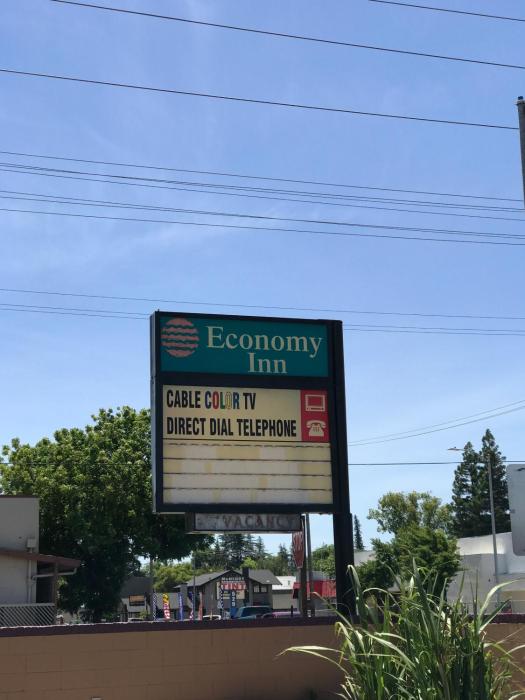 Economy
Inn
CABLE COLOR TV
DIRECT DIAL TELEPHONE
VACANCY